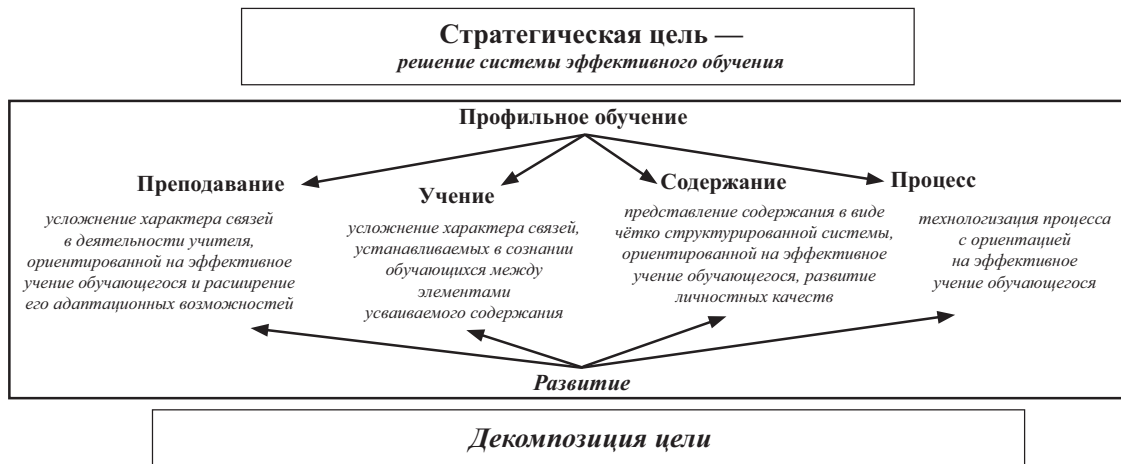 Стратегическая цель —
решение системы эффективного обучения
Профильное обучение
Преподавание
усложнение характера связей
в деятельности учителя,
ориентированной на эффективное
учение обучающегося и расширение
его адаптационных возможностей
Учение
усложнение характера связей,
устанавливаемых в сознании
обучающихся между
элементами
усваиваемого содержания
Содержание
представление содержания в виде
чётко структурированной системы,
ориентированной на эффективное
учение обучающегося, развитие
личностных качеств
Процесс
технологизация процесса
с ориентацией
на эффективное
учение обучающегося
Развитие
Декомпозиция цели